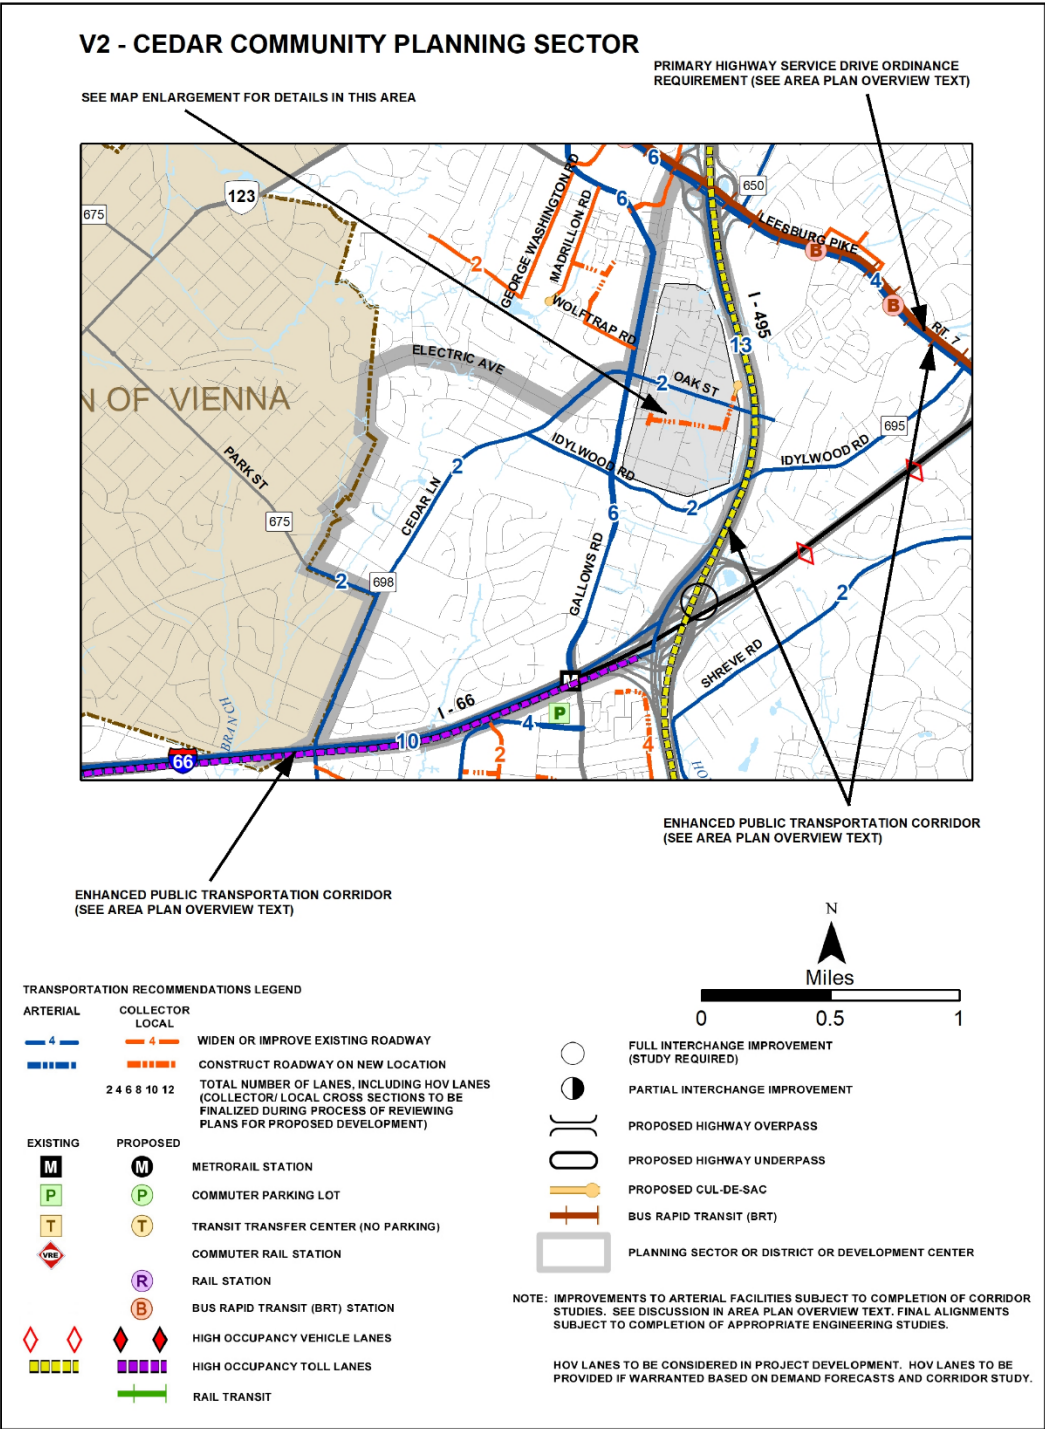 V2 - CEDAR COMMUNITY PLANNING SECTOR
PRIMARY HIGHWAY SERVICE DRIVE ORDINANCE
REQUIREMENT (SEE AREA PLAN OVERVIEW TEXT)
SEE MAP ENLARGEMENT FOR DETAILS IN THIS AREA
6
123
650
675
6
GEORGE WASHINGTON RD
MADRILLON RD
LEESBURG PIKE
B
2
4
B
WOLFTRAP RD
I - 495
RT. 7
13
ELECTRIC AVE
OAK ST
2
N OF VIENNA
695
IDYLWOOD RD
IDYLWOOD RD
PARK ST
2
CEDAR LN
2
6
675
GALLOWS RD
2
698
2
SHREVE RD
M
I - 66
P
BRANCH
4
10
2
4
66
HO
ENHANCED PUBLIC TRANSPORTATION CORRIDOR
(SEE AREA PLAN OVERVIEW TEXT)
ENHANCED PUBLIC TRANSPORTATION CORRIDOR
(SEE AREA PLAN OVERVIEW TEXT)
N
Miles
0 0.5 1
TRANSPORTATION RECOMMENDATIONS LEGEND
ARTERIAL COLLECTOR
LOCAL
4 4 WIDEN OR IMPROVE EXISTING ROADWAY
CONSTRUCT ROADWAY ON NEW LOCATION
2 4 6 8 10 12 TOTAL NUMBER OF LANES, INCLUDING HOV LANES
(COLLECTOR/ LOCAL CROSS SECTIONS TO BE
FINALIZED DURING PROCESS OF REVIEWING
PLANS FOR PROPOSED DEVELOPMENT)
EXISTING PROPOSED
M M METRORAIL STATION
P P COMMUTER PARKING LOT
T T TRANSIT TRANSFER CENTER (NO PARKING)
VRE COMMUTER RAIL STATION
R RAIL STATION
B BUS RAPID TRANSIT (BRT) STATION
HIGH OCCUPANCY VEHICLE LANES
HIGH OCCUPANCY TOLL LANES
RAIL TRANSIT
FULL INTERCHANGE IMPROVEMENT
(STUDY REQUIRED)
PARTIAL INTERCHANGE IMPROVEMENT
PROPOSED HIGHWAY OVERPASS
PROPOSED HIGHWAY UNDERPASS
PROPOSED CUL-DE-SAC
BUS RAPID TRANSIT (BRT)
PLANNING SECTOR OR DISTRICT OR DEVELOPMENT CENTER
NOTE: IMPROVEMENTS TO ARTERIAL FACILITIES SUBJECT TO COMPLETION OF CORRIDOR
STUDIES. SEE DISCUSSION IN AREA PLAN OVERVIEW TEXT. FINAL ALIGNMENTS
SUBJECT TO COMPLETION OF APPROPRIATE ENGINEERING STUDIES.
HOV LANES TO BE CONSIDERED IN PROJECT DEVELOPMENT. HOV LANES TO BE
PROVIDED IF WARRANTED BASED ON DEMAND FORECASTS AND CORRIDOR STUDY.